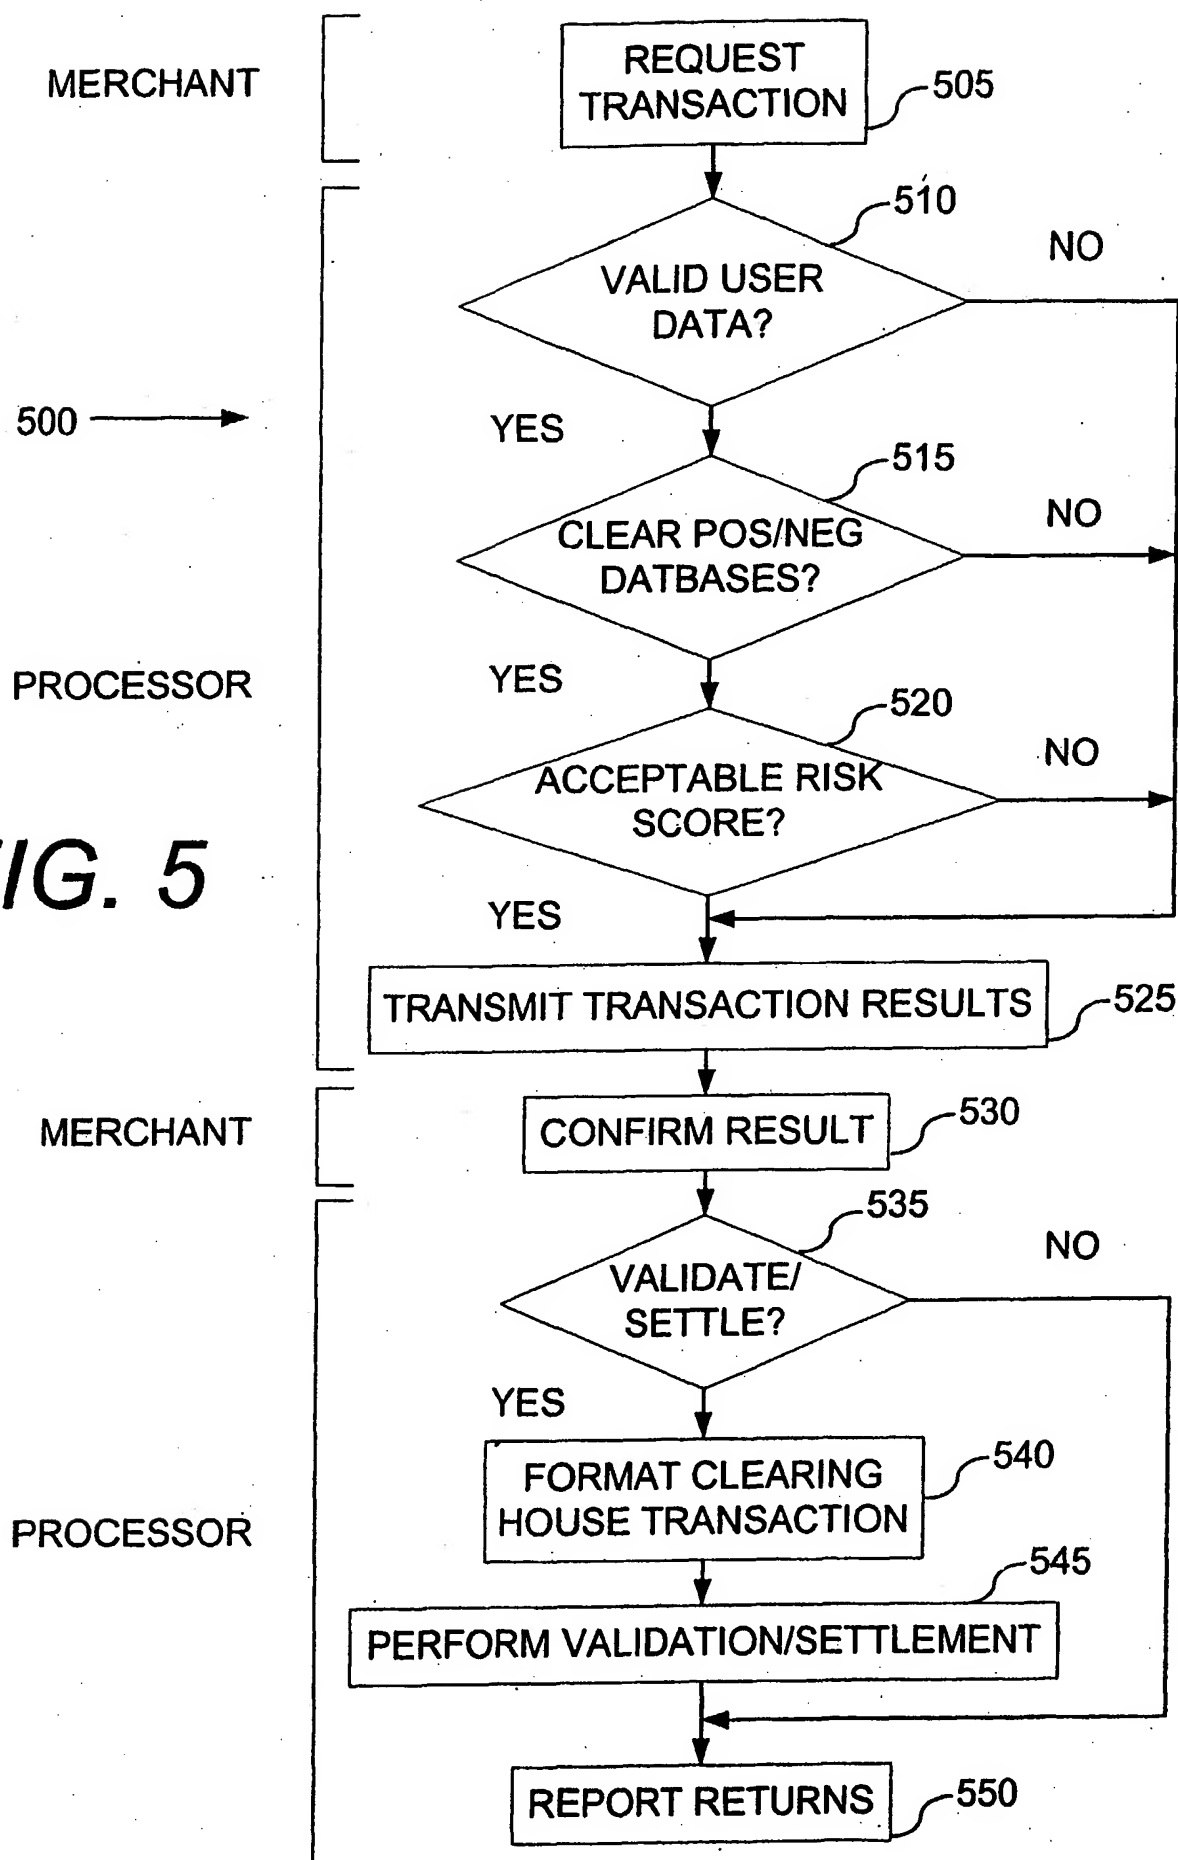 MERCHANT
REQUEST
TRANSACTION
505
510
VALID USER
DATA?
NO
500
YES
515
CLEAR POS/NEG
DATBASES?
NO
PROCESSOR
YES
520
ACCEPTABLE RISK
SCORE?
NO
IG. 5
YES
TRANSMIT TRANSACTION RESULTS
525
MERCHANT
CONFIRM RESULT
530
535
VALIDATE/
SETTLE?
NO
YES
FORMAT CLEARING
HOUSE TRANSACTION
540
PROCESSOR
545
PERFORM VALIDATION/SETTLEMENT
REPORT RETURNS
550